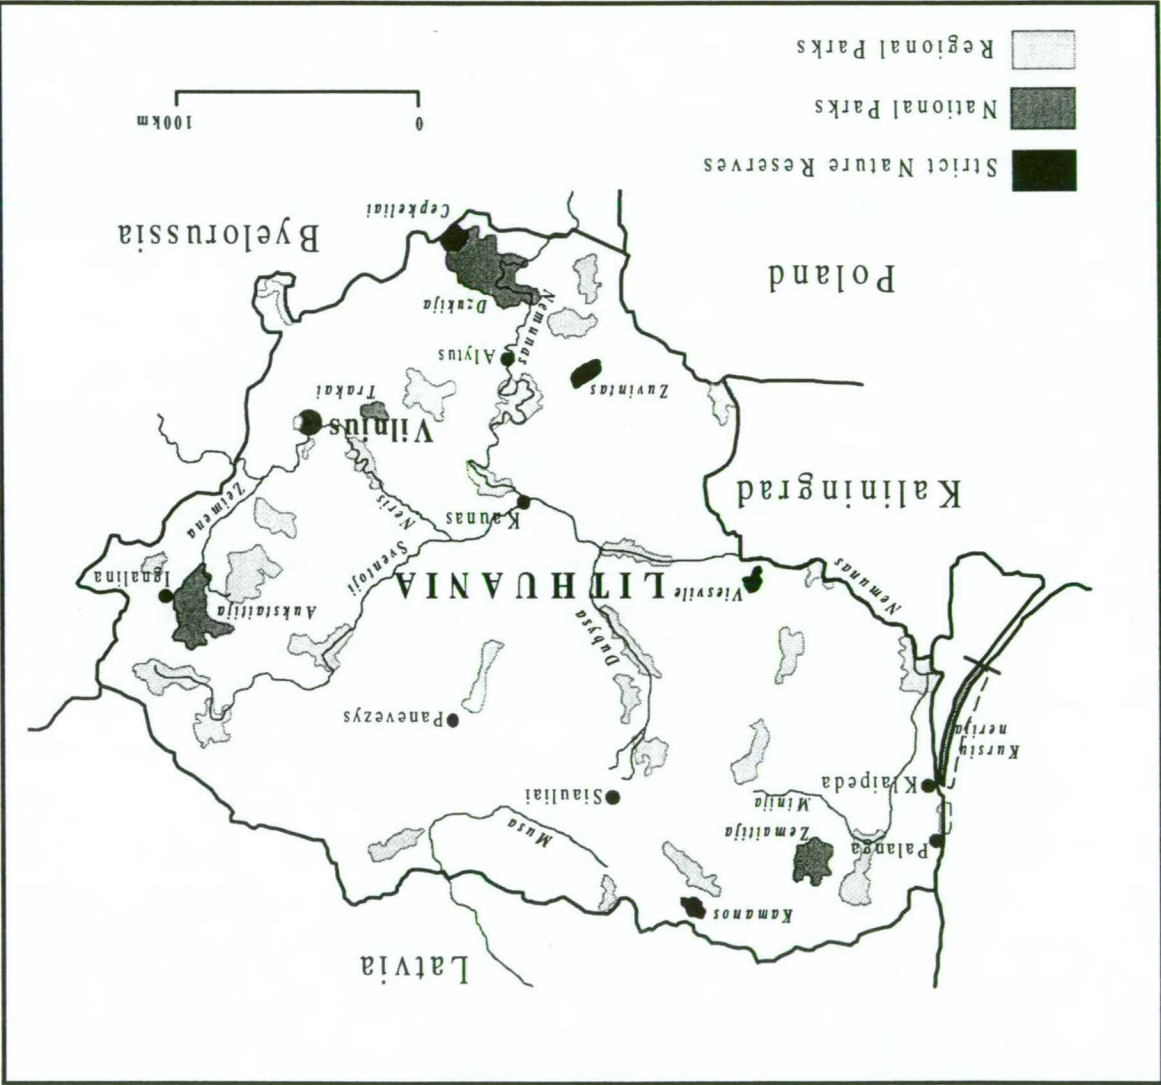 Latvia
Kamanos
Palanga
Zemaitija
Musa
Minija
Klaipeda
Siauliai
Kursiu
nerija
Panevezys
Dubysa
Nemunas
Viesvile
LITHUANIA
Sventoji
Aukstaitija
Ignalina
Kaunas
Neris
Zeimena
Kaliningrad
Vilnius
Trakai
Zuvintas
Alytus
Nemunas
Dzukija
Poland
Byelorussia
Cepkeliai
Strict Nature Reserves
National Parks
Regional Parks
0 100km